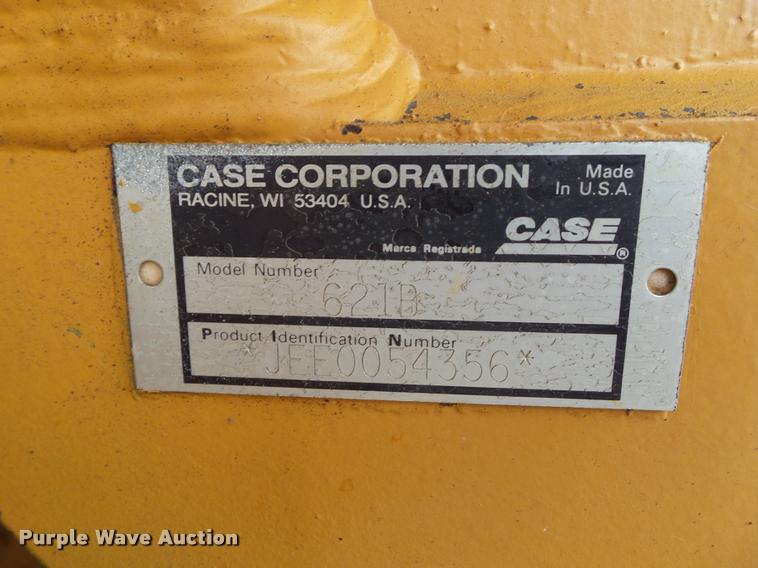 CASE CORPORATION
RACINE, WI 53404 U.S.A.
Made
In U.S.A.
CASE
®
Marca Registrada
Model Number
621B
Product Identification Number
*JEE0054356*
Purple Wave Auction